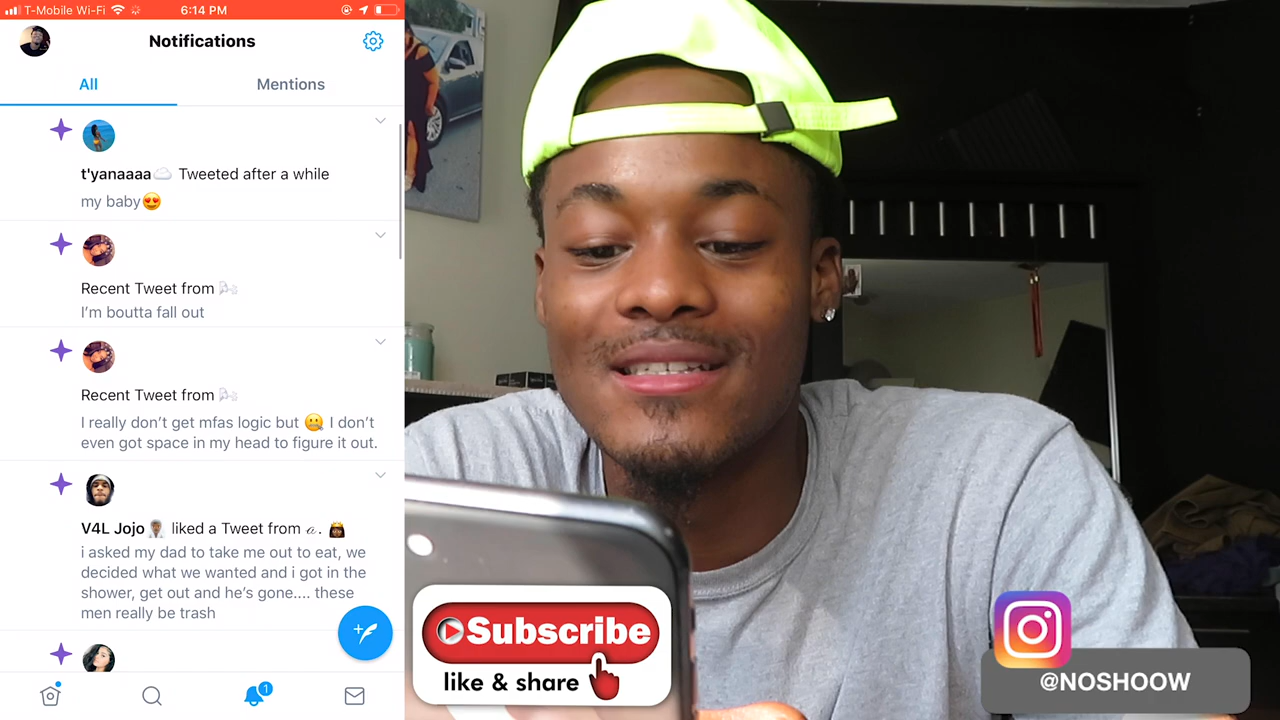 T-Mobile Wi-Fi 6:14 PM
Notifications
All Mentions
t'yanaaaa☁️ Tweeted after a while
my baby😍
Recent Tweet from 🌬
I'm boutta fall out
Recent Tweet from 🌬
I really don't get mfas logic but 🤐 I don't
even got space in my head to figure it out.
V4L Jojo liked a Tweet from 𝒶.
i asked my dad to take me out to eat, we
decided what we wanted and i got in the
shower, get out and he's gone.... these
men really be trash
1
Subscribe
like & share
@NOSHOOW